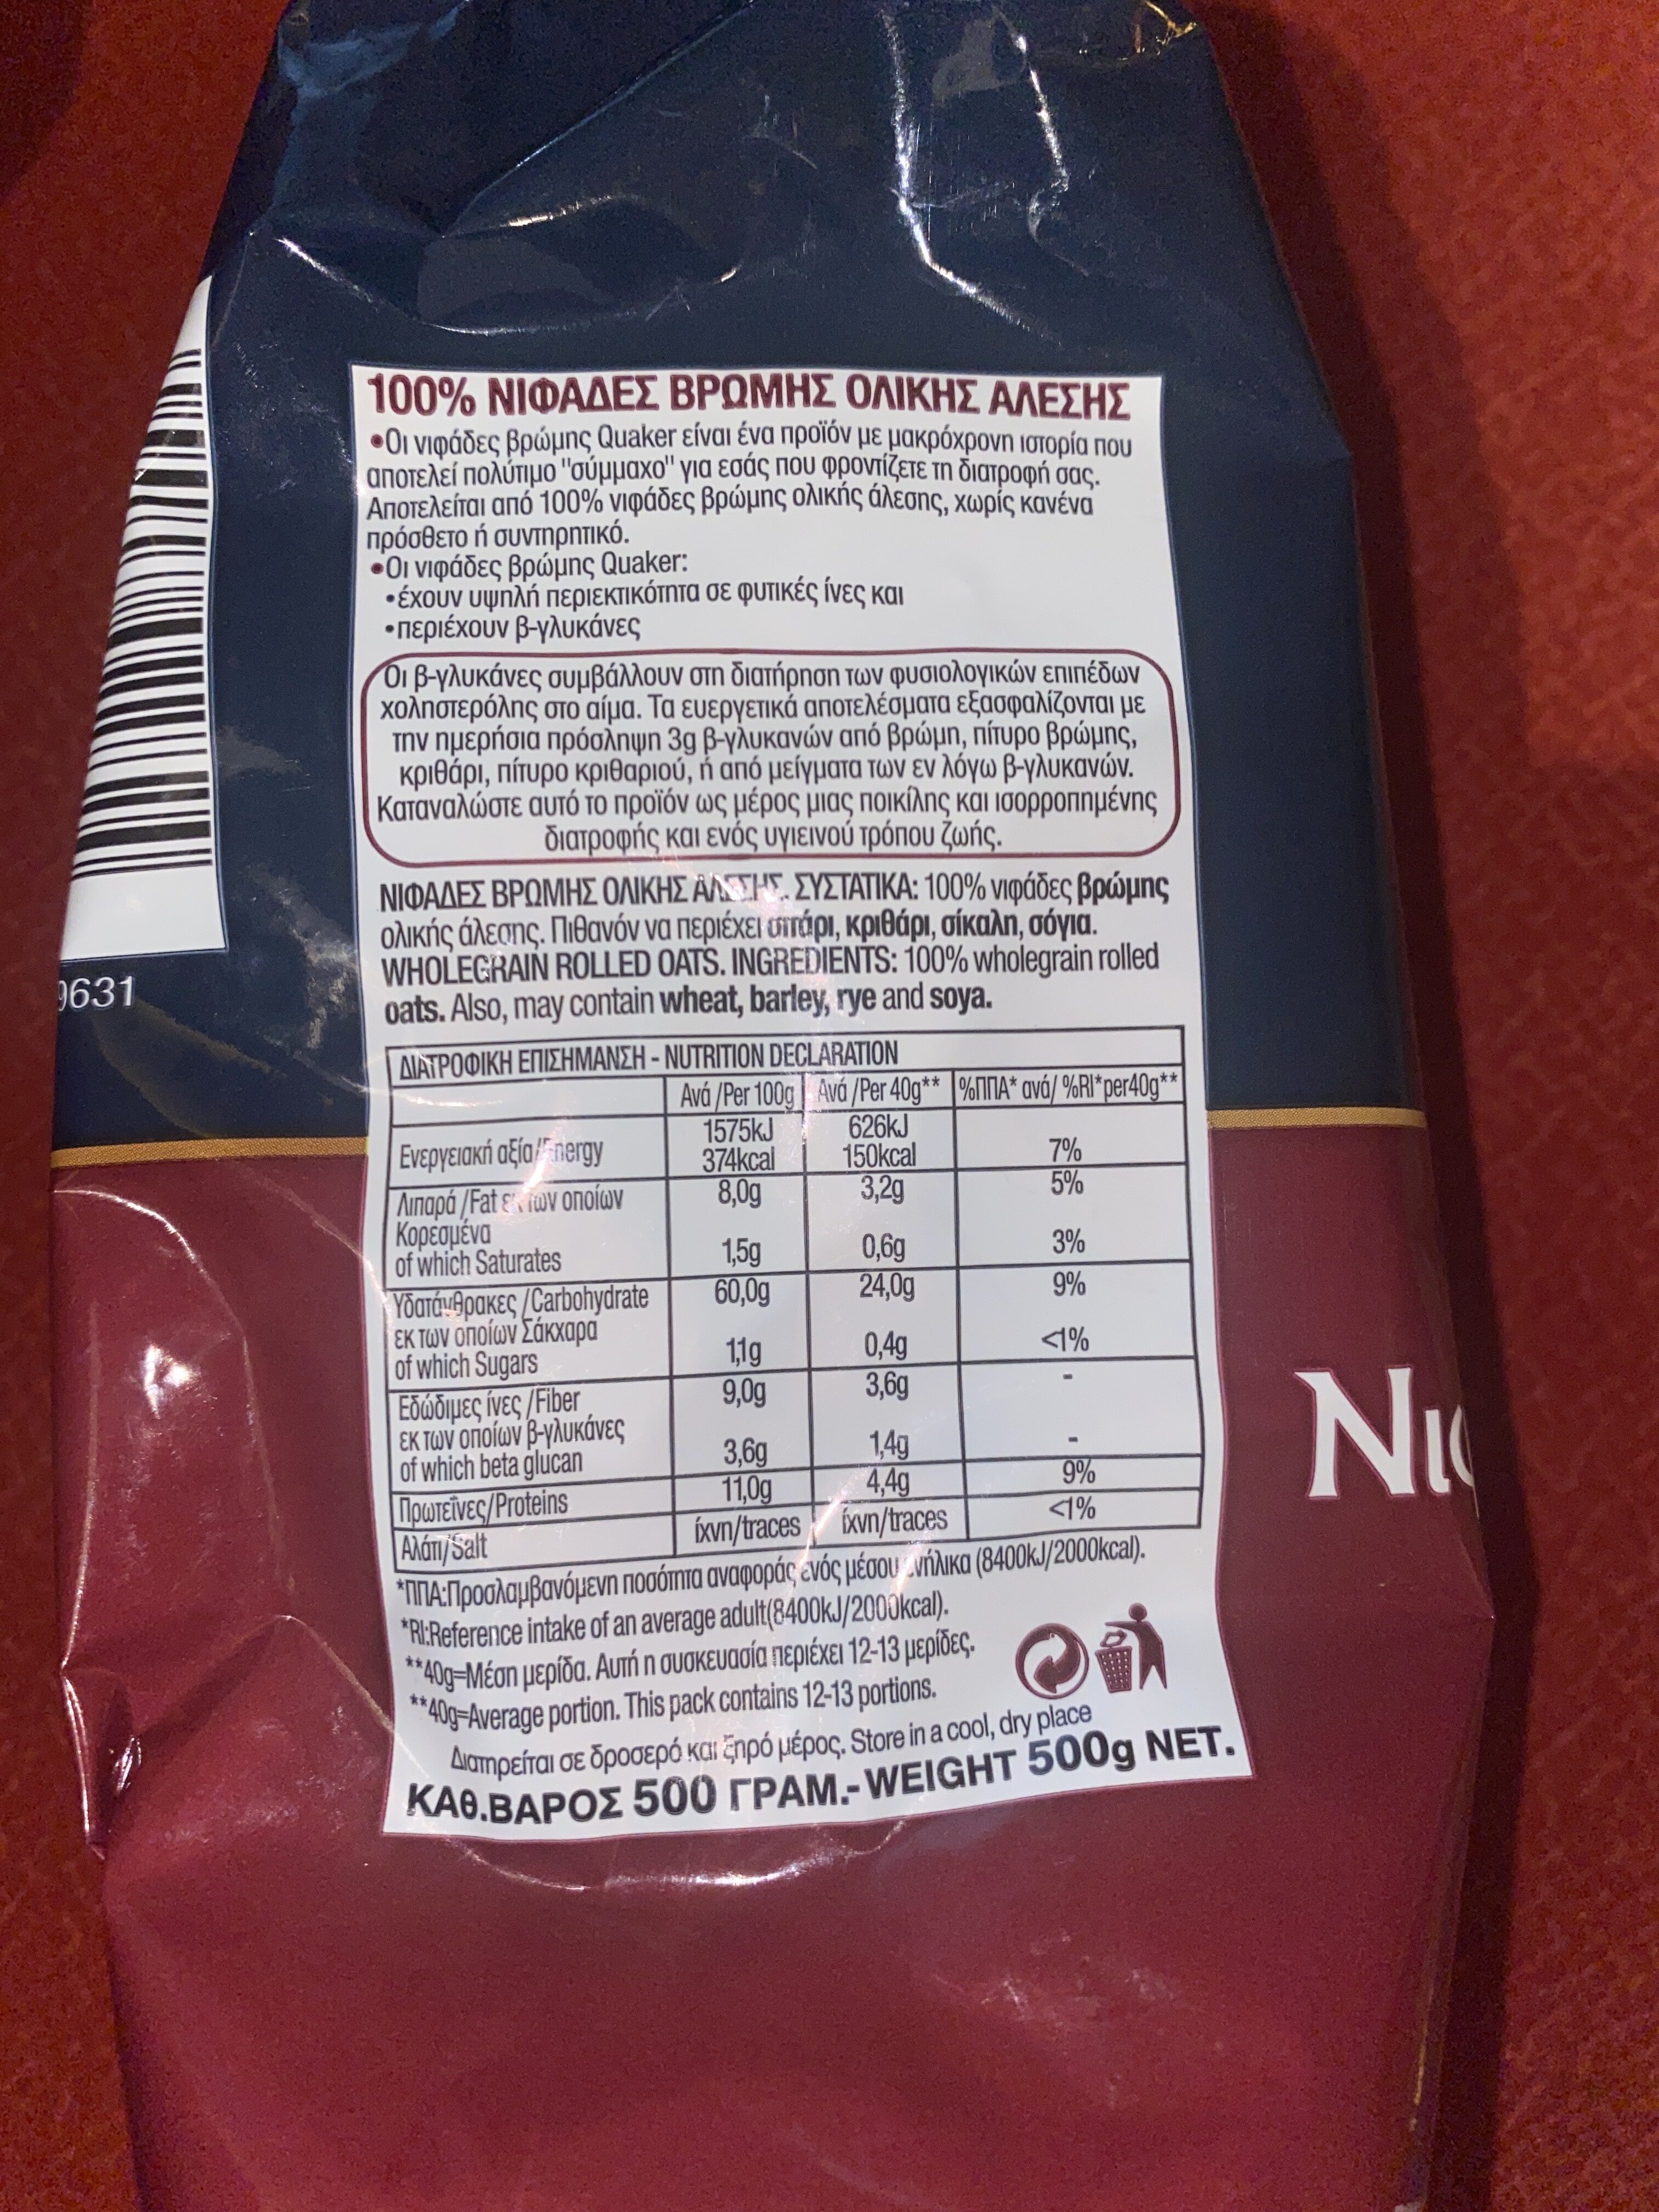 100% ΝΙΦΑΔΕΣ ΒΡΩΜΗΣ ΟΛΙΚΗΣ ΑΛΕΣΗΣ
•Οι νιφάδες βρώμης Quaker είναι ένα προϊόν με μακρόχρονη ιστορία που
αποτελεί πολύτιμο "σύμμαχο" για εσάς που φροντίζετε τη διατροφή σας.
Αποτελείται από 100% νιφάδες βρώμης ολικής άλεσης, χωρίς κανένα
πρόσθετο ή συντηρητικό.
•Οι νιφάδες βρώμης Quaker:
•έχουν υψηλή περιεκτικότητα σε φυτικές ίνες και
•περιέχουν β-γλυκάνες
Οι β-γλυκάνες συμβάλλουν στη διατήρηση των φυσιολογικών επιπέδων
χοληστερόλης στο αίμα. Τα ευεργετικά αποτελέσματα εξασφαλίζονται με
την ημερήσια πρόσληψη 3g β-γλυκανών από βρώμη, πίτυρο βρώμης,
κριθάρι, πίτυρο κριθαριού, ή από μείγματα των εν λόγω β-γλυκανών.
Καταναλώστε αυτό το προϊόν ως μέρος μιας ποικίλης και ισορροπημένης
διατροφής και ενός υγιεινού τρόπου ζωής.
ΝΙΦΑΔΕΣ ΒΡΩΜΗΣ ΟΛΙΚΗΣ ΑΛΕΣΗΣ. ΣΥΣΤΑΤΙΚΑ: 100% νιφάδες βρώμης
ολικής άλεσης. Πιθανόν να περιέχει σιτάρι, κριθάρι, σίκαλη, σόγια.
WHOLEGRAIN ROLLED OATS. INGREDIENTS: 100% wholegrain rolled
oats. Also, may contain wheat, barley, rye and soya.
9631
ΔΙΑΤΡΟΦΙΚΗ ΕΠΙΣΗΜΑΝΣΗ - NUTRITION DECLARATION
Ανά /Per 100g Ανά /Per 40g** %ΠΠΑ* ανά/ %RI*per40g**
1575kJ 626kJ
Ενεργειακή αξία/Energy 374kcal 150kcal 7%
Λιπαρά /Fat εκ των οποίων 8,0g 3,2g 5%
Κορεσμένα
of which Saturates 1,5g 0,6g 3%
Υδατάνθρακες /Carbohydrate 60,0g 24,0g 9%
εκ των οποίων Σάκχαρα
of which Sugars 1,1g 0,4g <1%
Εδώδιμες ίνες /Fiber 9,0g 3,6g -
εκ των οποίων β-γλυκάνες
of which beta glucan 3,6g 1,4g -
Πρωτεΐνες/Proteins 11,0g 4,4g 9%
Αλάτι/Salt ίχνη/traces ίχνη/traces <1%
*ΠΠΑ:Προσλαμβανόμενη ποσότητα αναφοράς ενός μέσου ενήλικα (8400kJ/2000kcal).
*RI:Reference intake of an average adult(8400kJ/2000kcal).
**40g=Μέση μερίδα. Αυτή η συσκευασία περιέχει 12-13 μερίδες.
**40g=Average portion. This pack contains 12-13 portions.
Διατηρείται σε δροσερό και ξηρό μέρος. Store in a cool, dry place
ΚΑΘ.ΒΑΡΟΣ 500 ΓΡΑΜ.- WEIGHT 500g NET.